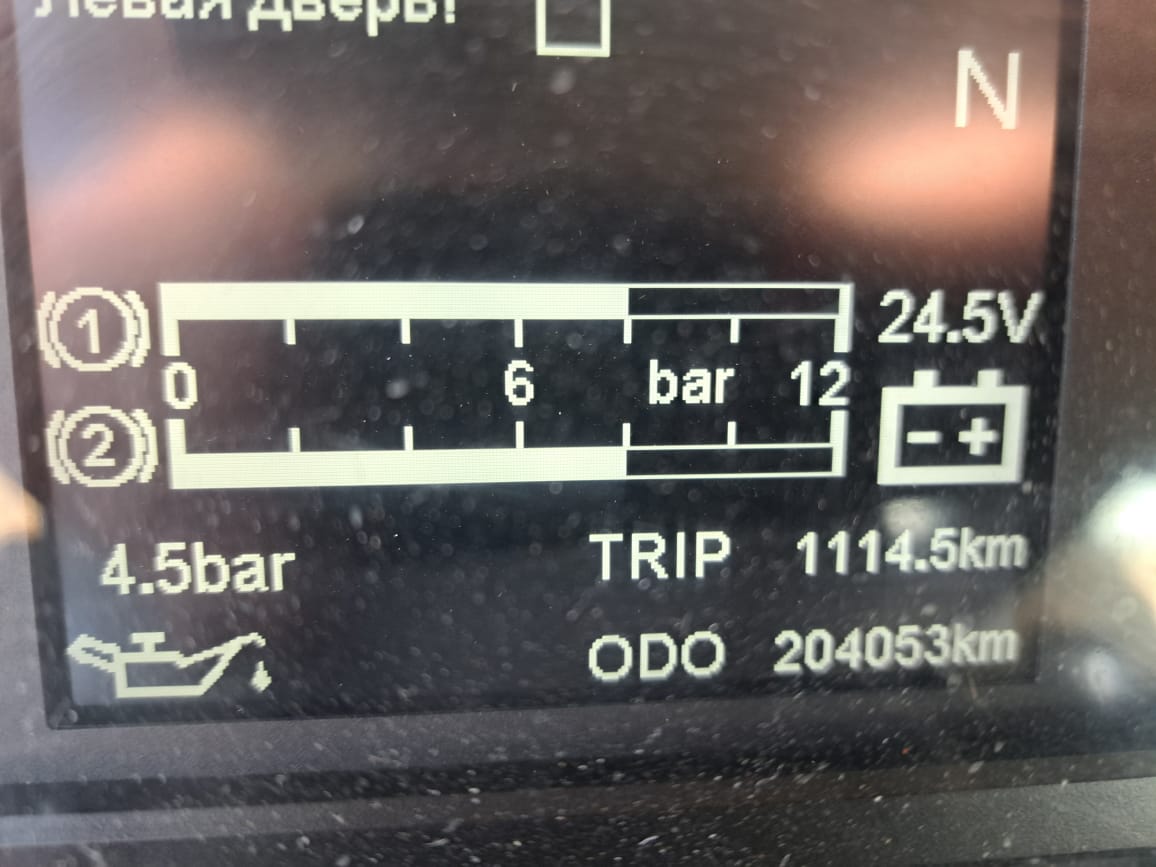 Левая дверь!
N
1
24.5V
0 6 bar 12
2
- +
4.5bar TRIP 1114.5km
ODO 204053km